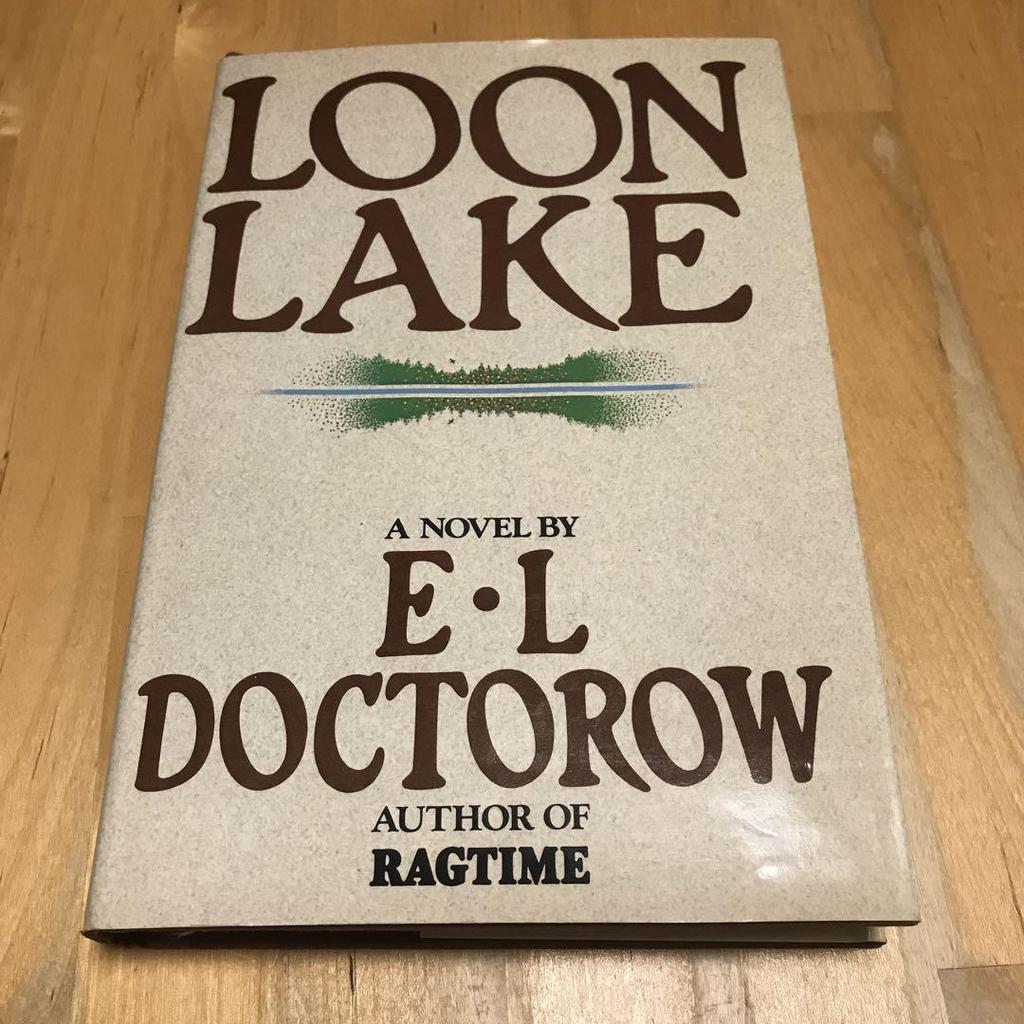 LOON
LAKE
A NOVEL BY
E•L
DOCTOROW
AUTHOR OF
RAGTIME